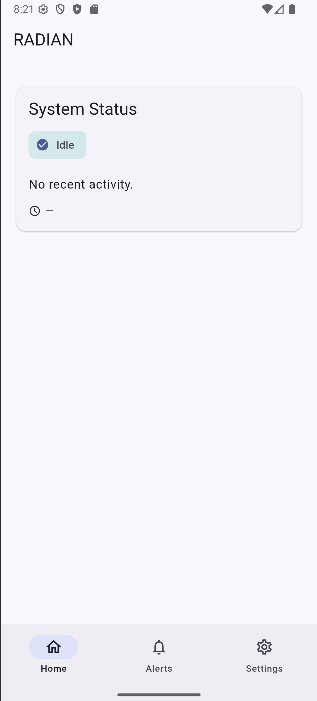 8:21
RADIAN
System Status
Idle
No recent activity.
—
Home
Alerts
Settings